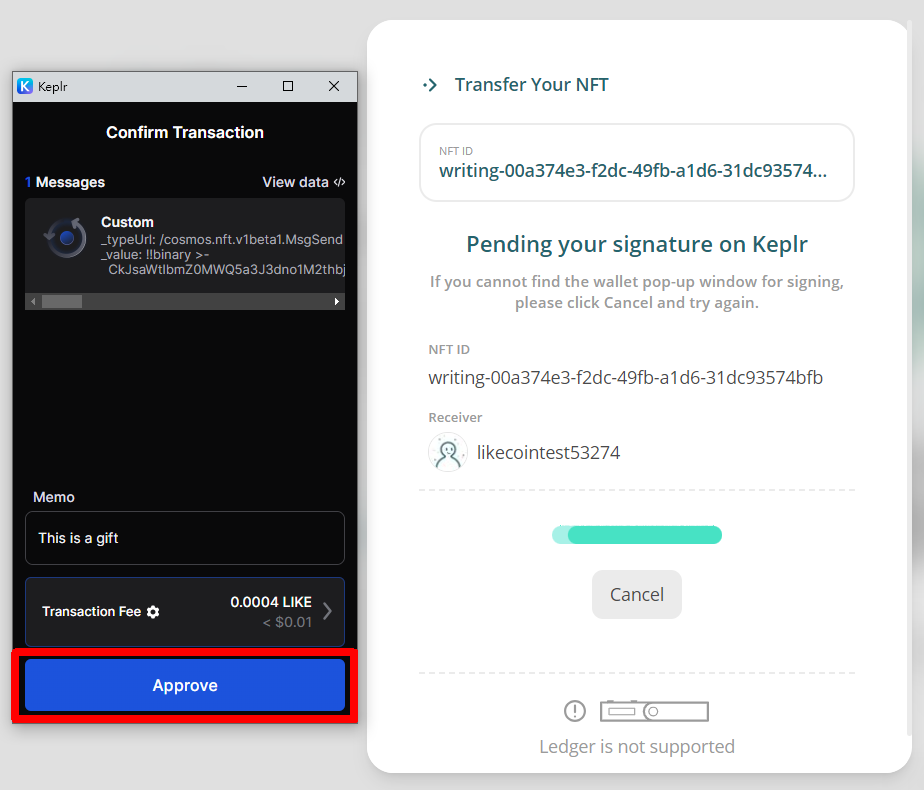 Keplr
Confirm Transaction
1 Messages
View data </>
Custom
_typeUrl: /cosmos.nft.v1beta1.MsgSend
_value: !!binary >-
CkJsaWtlbmZ0MWQ5a3J3dno1M2thbj
Memo
This is a gift
Transaction Fee
0.0004 LIKE
< $0.01
Approve
Transfer Your NFT
NFT ID
writing-00a374e3-f2dc-49fb-a1d6-31dc93574...
Pending your signature on Keplr
If you cannot find the wallet pop-up window for signing,
please click Cancel and try again.
NFT ID
writing-00a374e3-f2dc-49fb-a1d6-31dc93574bfb
Receiver
likecointest53274
Cancel
Ledger is not supported